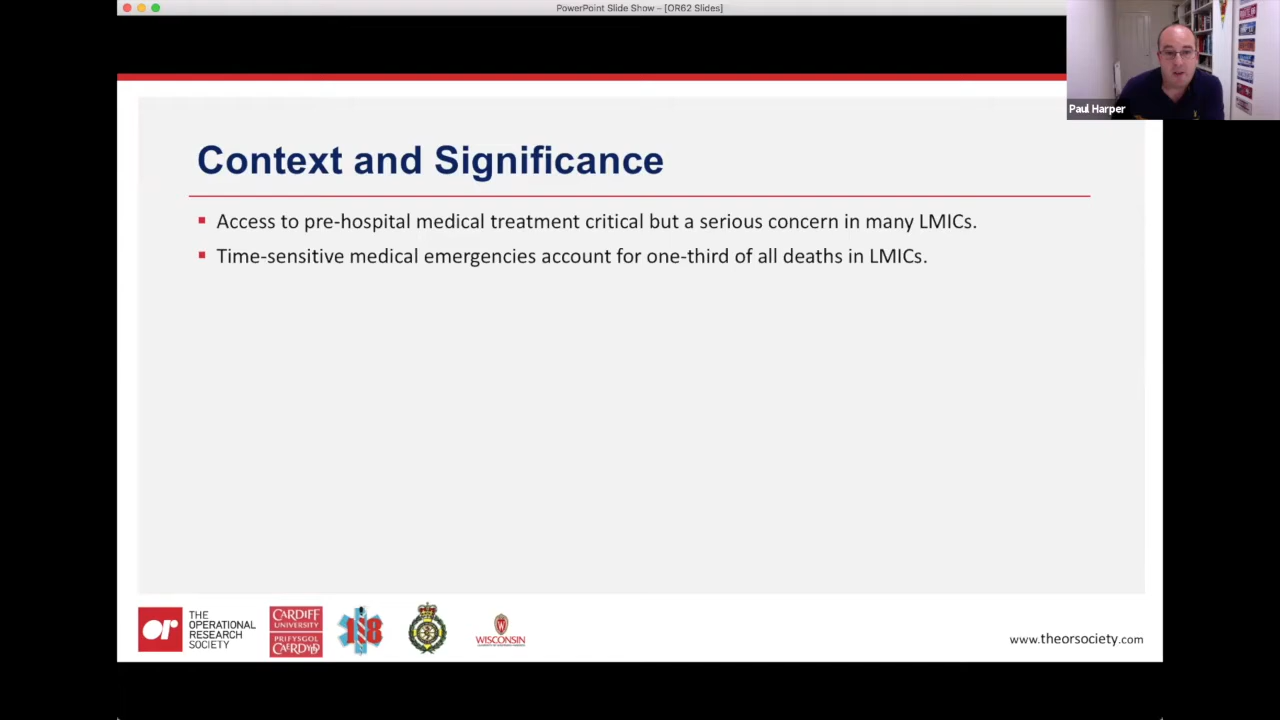 PowerPoint Slide Show - [OR62 Slides]
Paul Harper
Context and Significance
Access to pre-hospital medical treatment critical but a serious concern in many LMICs.
Time-sensitive medical emergencies account for one-third of all deaths in LMICs.
or
THE
OPERATIONAL
RESEARCH
SOCIETY
CARDIFF
UNIVERSITY
PRIFYSGOL
CAERDYDD
118
WISCONSIN
www.theorsociety.com